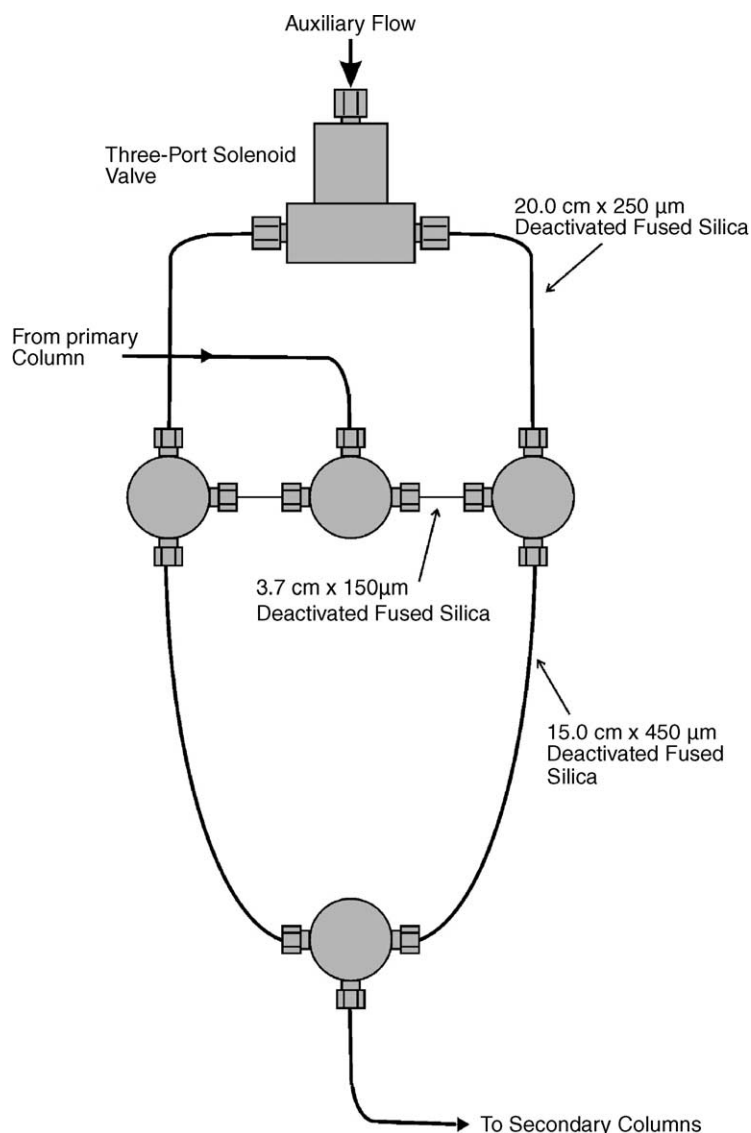 Auxiliary Flow
Three-Port Solenoid
Valve
20.0 cm x 250 µm
Deactivated Fused Silica
From primary
Column
3.7 cm x 150µm
Deactivated Fused Silica
15.0 cm x 450 µm
Deactivated Fused
Silica
To Secondary Columns